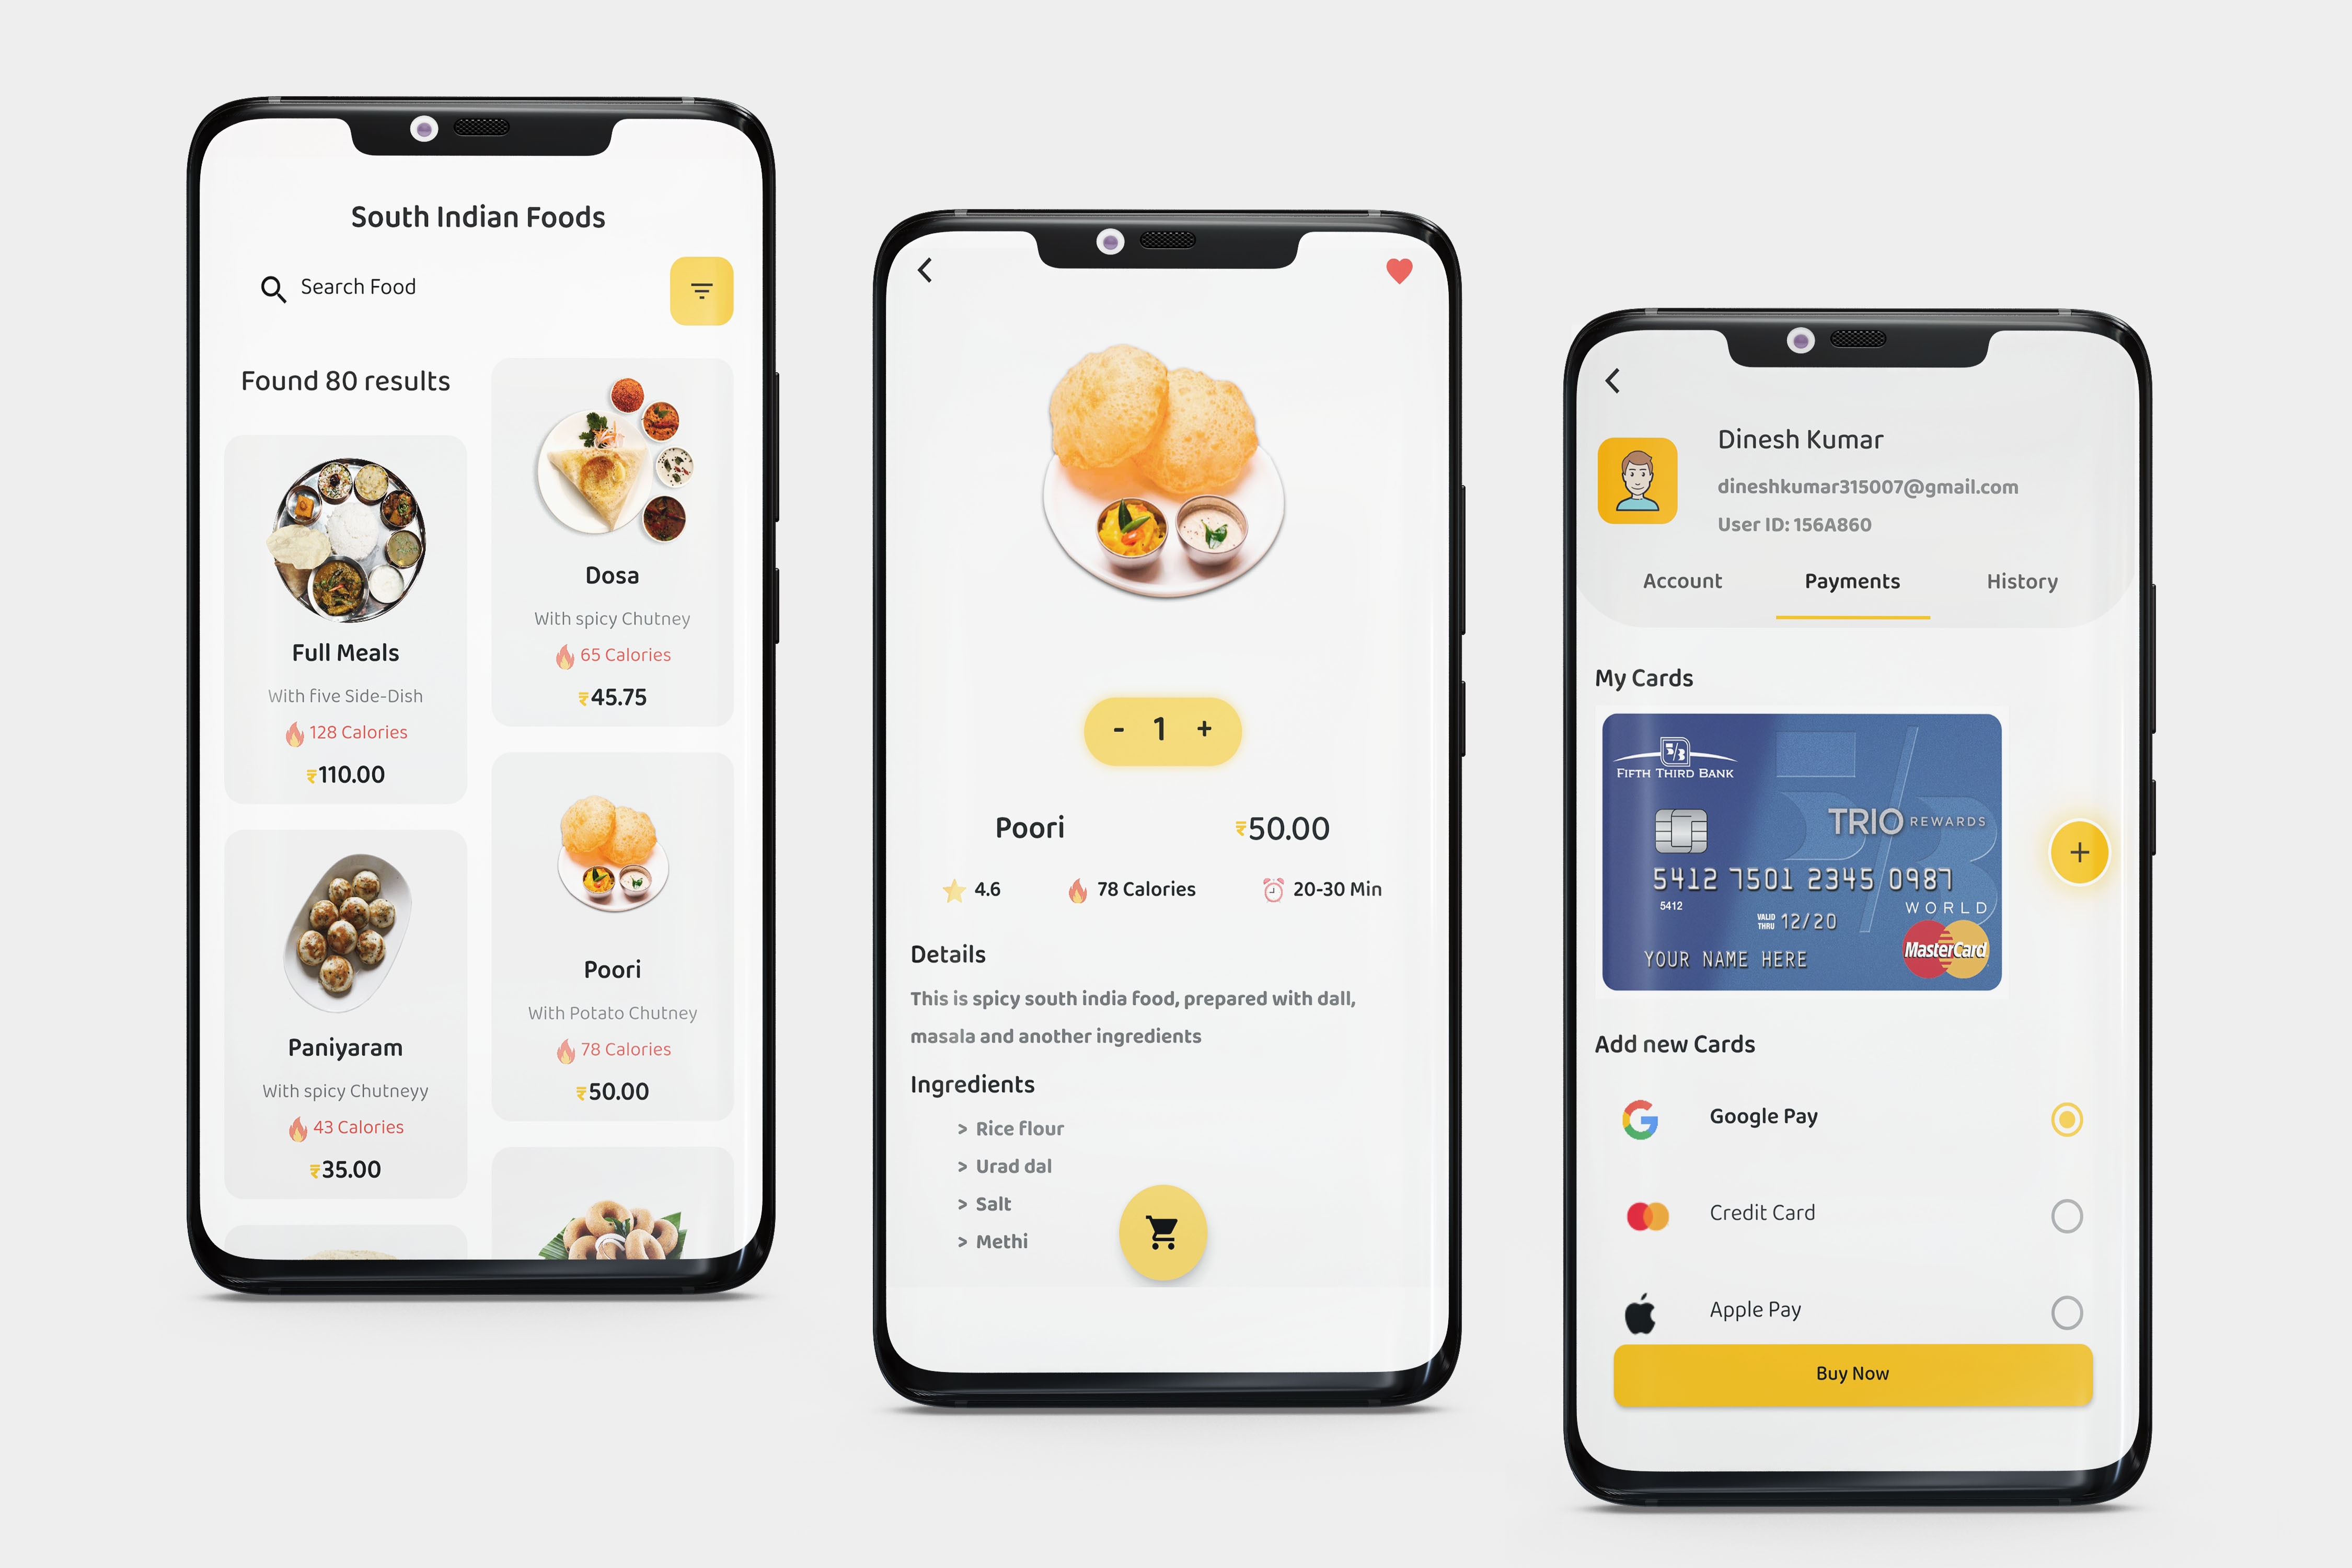 South Indian Foods
Search Food
Found 80 results
Full Meals
With five Side-Dish
128 Calories
₹110.00
Paniyaram
With spicy Chutneyy
43 Calories
₹35.00
Dosa
With spicy Chutney
65 Calories
₹45.75
Poori
With Potato Chutney
78 Calories
₹50.00
- 1 +
Poori ₹50.00
4.6 78 Calories 20-30 Min
Details
This is spicy south india food, prepared with dall,
masala and another ingredients
Ingredients
> Rice flour
> Urad dal
> Salt
> Methi
Dinesh Kumar
dineshkumar315007@gmail.com
User ID: 156A860
Account Payments History
My Cards
5/3
FIFTH THIRD BANK
TRIO REWARDS
5412 7501 2345 0987
5412
WORLD
VALID THRU 12/20
YOUR NAME HERE
MasterCard
+
Add new Cards
G Google Pay
Credit Card
Apple Pay
Buy Now